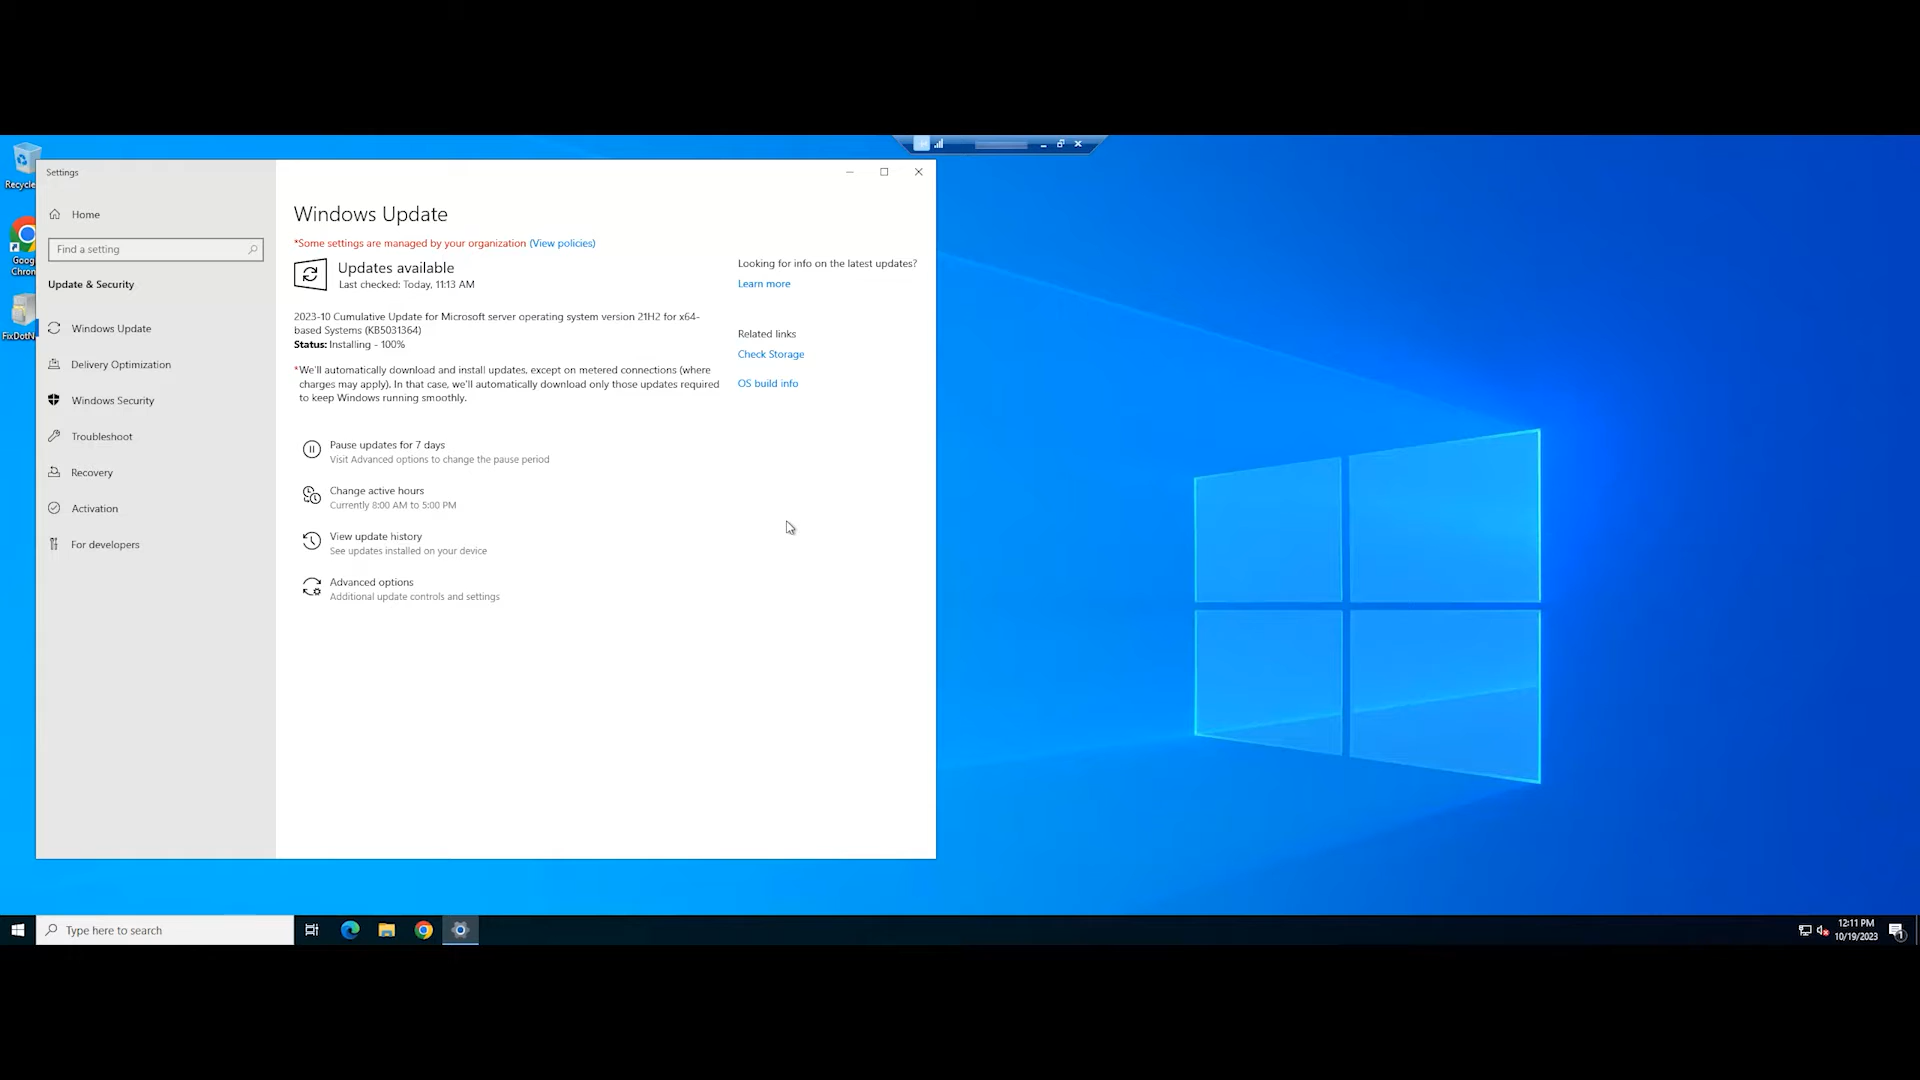 Recycle
Goog
Chrom
FixDotN
Settings
Home
Find a setting
Update & Security
Windows Update
Delivery Optimization
Windows Security
Troubleshoot
Recovery
Activation
For developers
Windows Update
*Some settings are managed by your organization (View policies)
Updates available
Last checked: Today, 11:13 AM
2023-10 Cumulative Update for Microsoft server operating system version 21H2 for x64-
based Systems (KB5031364)
Status: Installing - 100%
*We'll automatically download and install updates, except on metered connections (where
charges may apply). In that case, we'll automatically download only those updates required
to keep Windows running smoothly.
Pause updates for 7 days
Visit Advanced options to change the pause period
Change active hours
Currently 8:00 AM to 5:00 PM
View update history
See updates installed on your device
Advanced options
Additional update controls and settings
Looking for info on the latest updates?
Learn more
Related links
Check Storage
OS build info
Type here to search
12:11 PM
10/19/2023
1